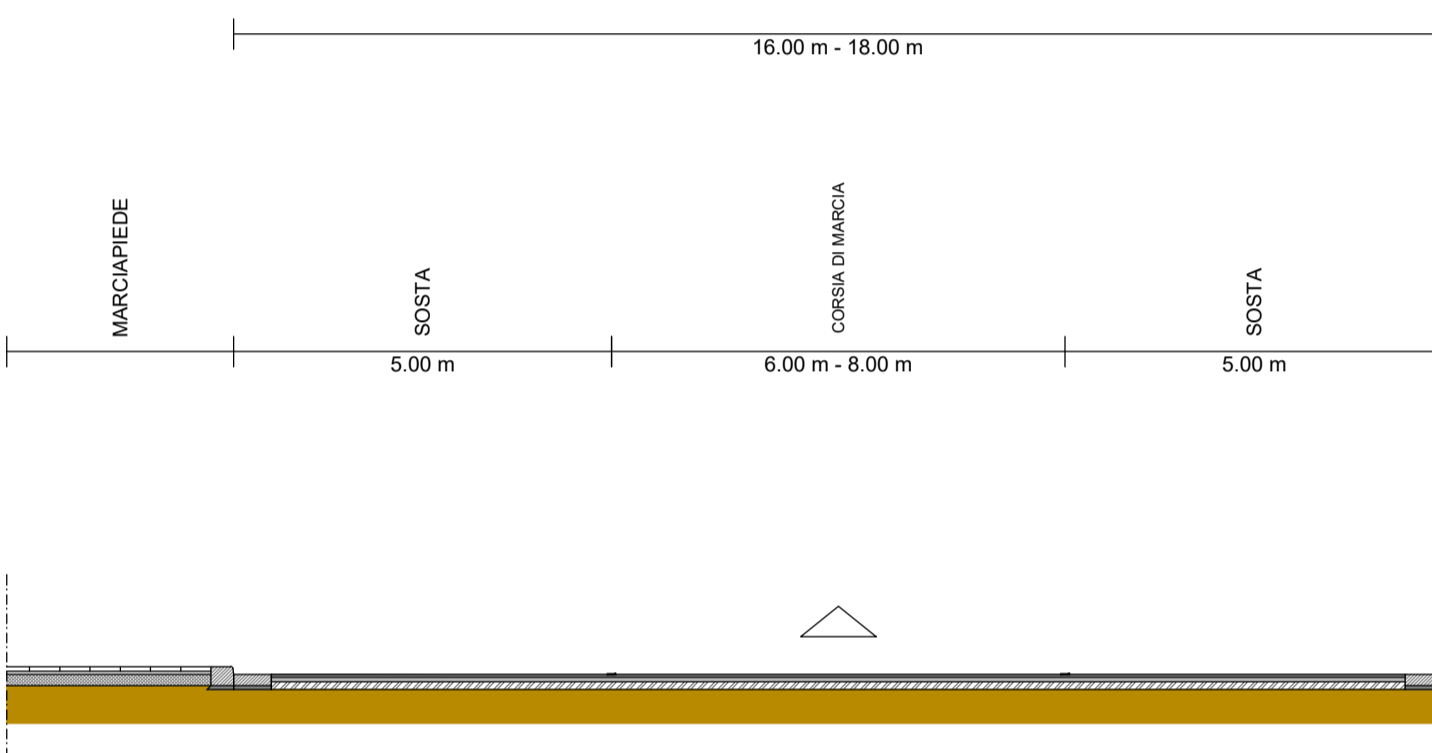 16.00 m - 18.00 m
MARCIAPIEDE
SOSTA
CORSIA DI MARCIA
SOSTA
5.00 m
6.00 m - 8.00 m
5.00 m